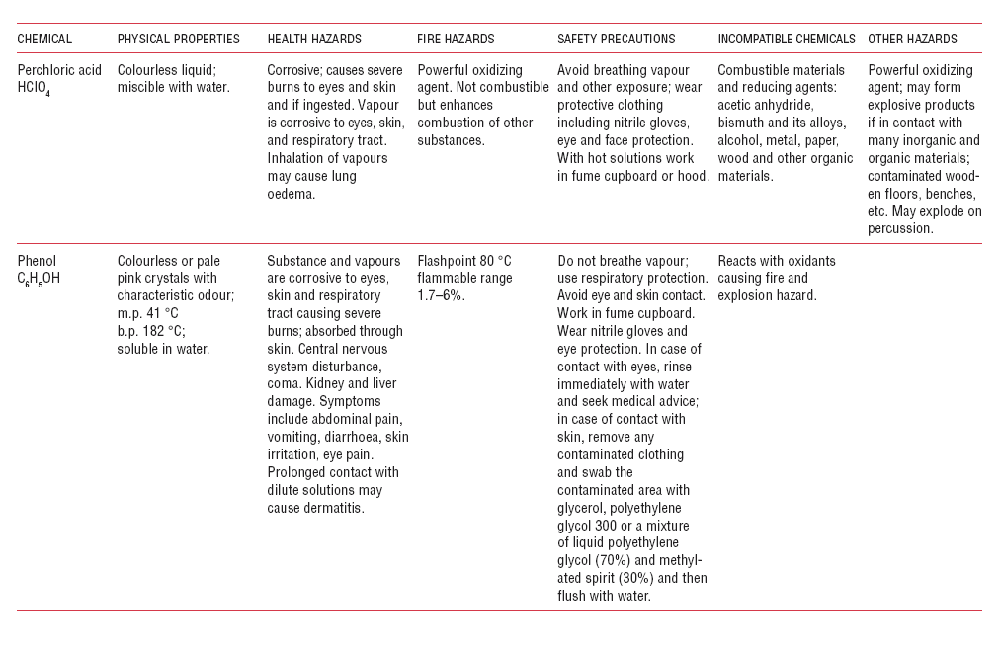 CHEMICAL
PHYSICAL PROPERTIES
HEALTH HAZARDS
FIRE HAZARDS
SAFETY PRECAUTIONS
INCOMPATIBLE CHEMICALS
OTHER HAZARDS
Perchloric acid
HClO4
Colourless liquid;
miscible with water.
Corrosive; causes severe
burns to eyes and skin
and if ingested. Vapour
is corrosive to eyes, skin,
and respiratory tract.
Inhalation of vapours
may cause lung
oedema.
Powerful oxidizing
agent. Not combustible
but enhances
combustion of other
substances.
Avoid breathing vapour
and other exposure; wear
protective clothing
including nitrile gloves,
eye and face protection.
With hot solutions work
in fume cupboard or hood.
Combustible materials
and reducing agents:
acetic anhydride,
bismuth and its alloys,
alcohol, metal, paper,
wood and other organic
materials.
Powerful oxidizing
agent; may form
explosive products
if in contact with
many inorganic and
organic materials;
contaminated wood-
en floors, benches,
etc. May explode on
percussion.
Phenol
C6H5OH
Colourless or pale
pink crystals with
characteristic odour;
m.p. 41 °C
b.p. 182 °C;
soluble in water.
Substance and vapours
are corrosive to eyes,
skin and respiratory
tract causing severe
burns; absorbed through
skin. Central nervous
system disturbance,
coma. Kidney and liver
damage. Symptoms
include abdominal pain,
vomiting, diarrhoea, skin
irritation, eye pain.
Prolonged contact with
dilute solutions may
cause dermatitis.
Flashpoint 80 °C
flammable range
1.7–6%.
Do not breathe vapour;
use respiratory protection.
Avoid eye and skin contact.
Work in fume cupboard.
Wear nitrile gloves and
eye protection. In case of
contact with eyes, rinse
immediately with water
and seek medical advice;
in case of contact with
skin, remove any
contaminated clothing
and swab the
contaminated area with
glycerol, polyethylene
glycol 300 or a mixture
of liquid polyethylene
glycol (70%) and methyl-
ated spirit (30%) and then
flush with water.
Reacts with oxidants
causing fire and
explosion hazard.